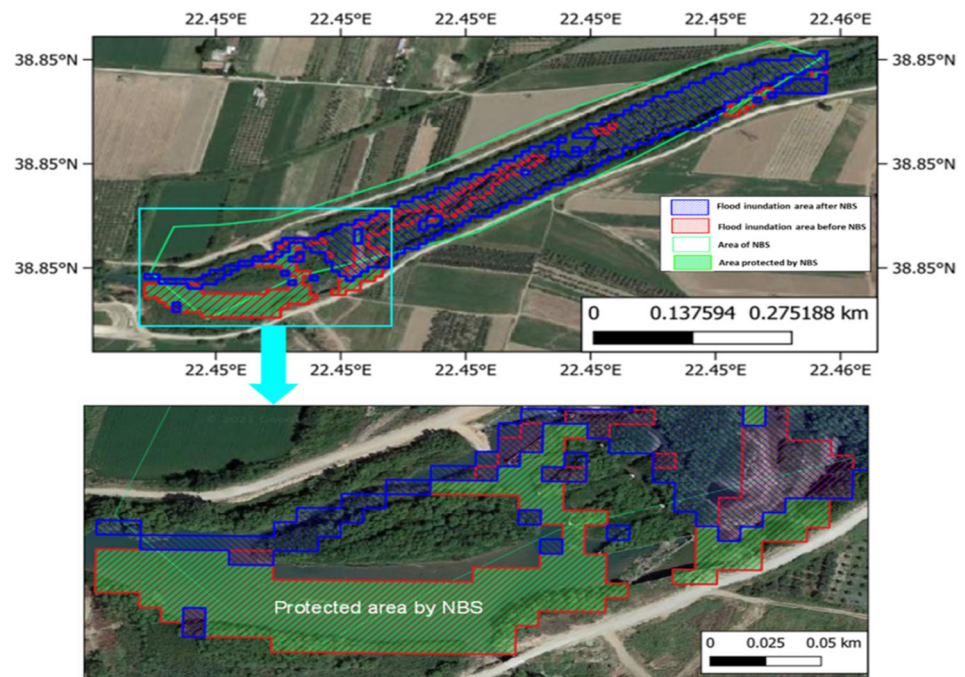 22.45°E 22.45°E 22.45°E 22.45°E 22.45°E 22.46°E
38.85°N 38.85°N
38.85°N 38.85°N
Flood inundation area after NBS
Flood inundation area before NBS
Area of NBS
Area protected by NBS
38.85°N 38.85°N
0 0.137594 0.275188 km
22.45°E 22.45°E 22.45°E 22.45°E 22.45°E 22.46°E
Protected area by NBS
0 0.025 0.05 km